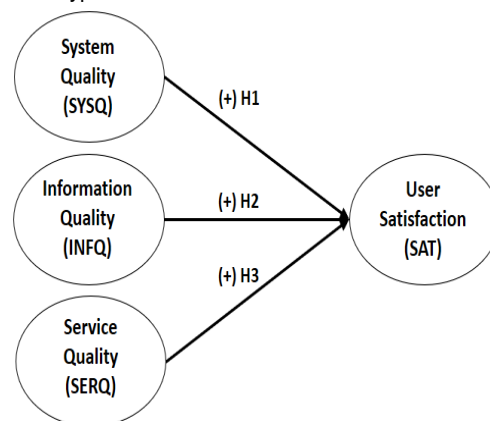 System
Quality
(SYSQ)
(+) H1
Information
Quality
(INFQ)
(+) H2
User
Satisfaction
(SAT)
(+) H3
Service
Quality
(SERQ)